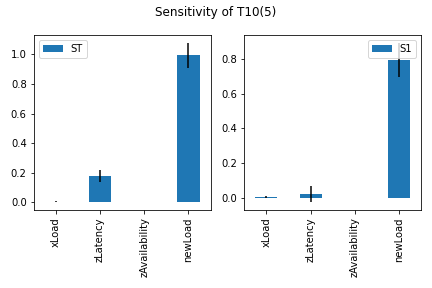 Sensitivity of T10(5)
ST
1.0
0.8
0.6
0.4
0.2
0.0
xLoad
zLatency
zAvailability
newLoad
S1
0.8
0.6
0.4
0.2
0.0
xLoad
zLatency
zAvailability
newLoad